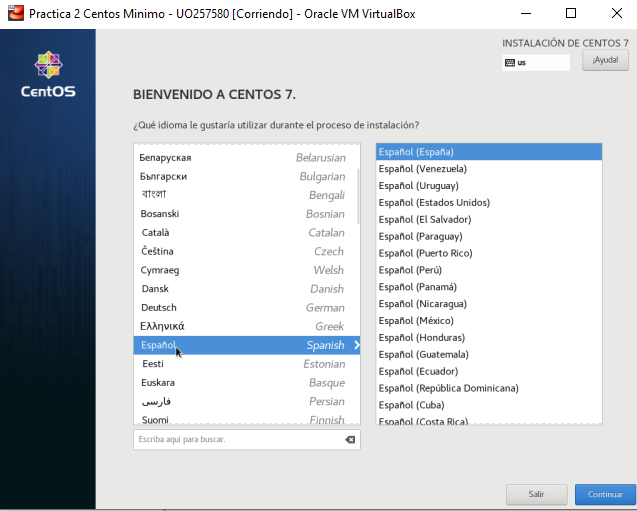 Practica 2 Centos Minimo - UO257580 [Corriendo] - Oracle VM VirtualBox
CentOS
INSTALACIÓN DE CENTOS 7
us
¡Ayuda!
BIENVENIDO A CENTOS 7.
¿Qué idioma le gustaría utilizar durante el proceso de instalación?
Беларуская Belarusian
Български Bulgarian
বাংলা Bengali
Bosanski Bosnian
Català Catalan
Čeština Czech
Cymraeg Welsh
Dansk Danish
Deutsch German
Ελληνικά Greek
Español Spanish
Eesti Estonian
Euskara Basque
فارسی Persian
Suomi Finnish
Escriba aquí para buscar.
Español (España)
Español (Venezuela)
Español (Uruguay)
Español (Estados Unidos)
Español (El Salvador)
Español (Paraguay)
Español (Puerto Rico)
Español (Perú)
Español (Panamá)
Español (Nicaragua)
Español (México)
Español (Honduras)
Español (Guatemala)
Español (Ecuador)
Español (República Dominicana)
Español (Cuba)
Español (Costa Rica)
Salir
Continuar